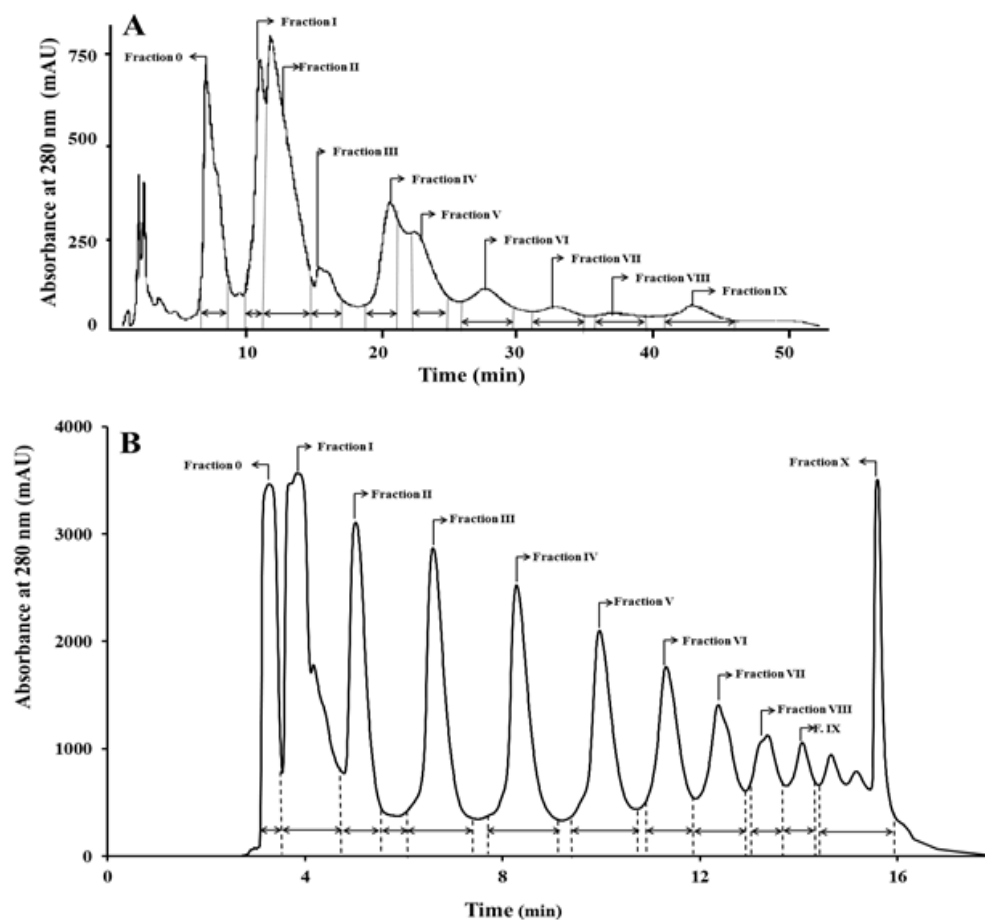 A
Absorbance at 280 nm (mAU)
750
500
250
0
Fraction 0
Fraction I
Fraction II
Fraction III
Fraction IV
Fraction V
Fraction VI
Fraction VII
Fraction VIII
Fraction IX
10 20 30 40 50
Time (min)
B
Absorbance at 280 nm (mAU)
4000
3000
2000
1000
0
Fraction 0
Fraction I
Fraction II
Fraction III
Fraction IV
Fraction V
Fraction VI
Fraction VII
Fraction VIII
F. IX
Fraction X
0 4 8 12 16
Time (min)